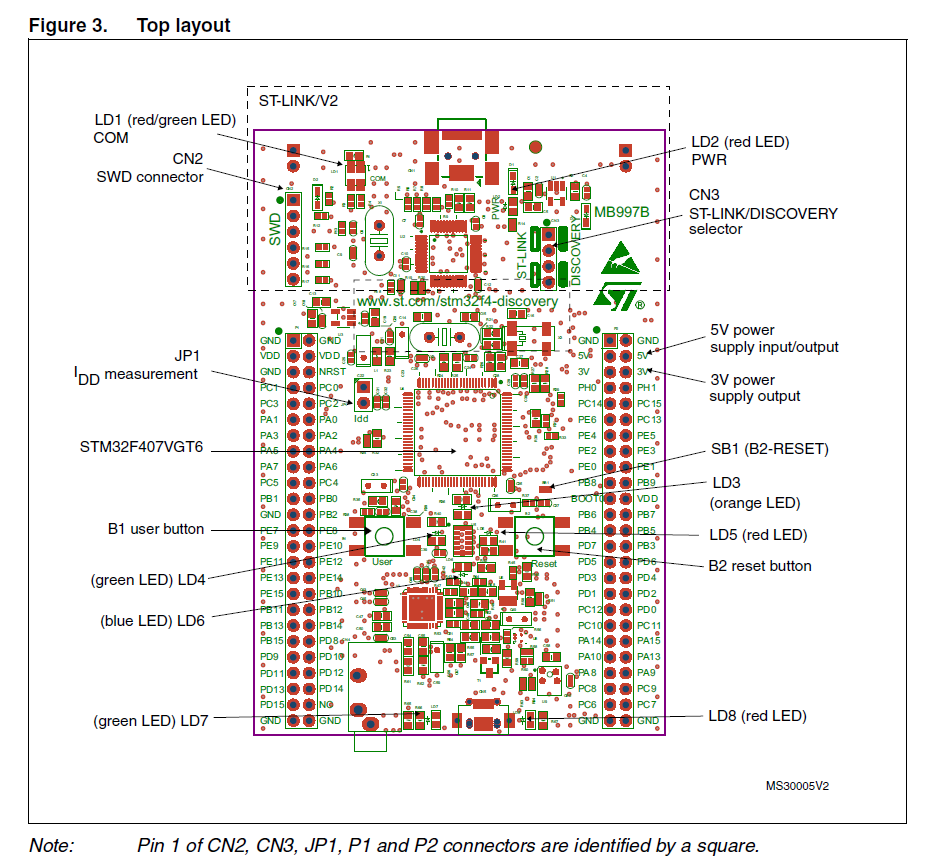 Figure 3. Top layout
ST-LINK/V2
LD1 (red/green LED)
COM
CN2
SWD connector
LD2 (red LED)
PWR
CN3
ST-LINK/DISCOVERY
selector
COM
PWR
SWD
ST-LINK
DISCOVERY
MB997B
www.st.com/stm32f4-discovery
®
JP1
IDD measurement
STM32F407VGT6
B1 user button
(green LED) LD4
(blue LED) LD6
(green LED) LD7
5V power
supply input/output
3V power
supply output
SB1 (B2-RESET)
LD3
(orange LED)
LD5 (red LED)
B2 reset button
LD8 (red LED)
Idd
User
Reset
GND GND GND GND
VDD VDD 5V 5V
GND NRST 3V 3V
PC1 PC0 PH0 PH1
PC3 PC2 PC14 PC15
PA1 PA0 PE6 PC13
PA3 PA2 PE4 PE5
PA5 PA4 PE2 PE3
PA7 PA6 PE0 PE1
PC5 PC4 PB8 PB9
PB1 PB0 BOOT0 VDD
GND PB2 PB6 PB7
PE7 PE8 PB4 PB5
PE9 PE10 PD7 PB3
PE11 PE12 PD5 PD6
PE13 PE14 PD3 PD4
PE15 PB10 PD1 PD2
PB11 PB12 PC12 PD0
PB13 PB14 PC10 PC11
PB15 PD8 PA14 PA15
PD9 PD10 PA10 PA13
PD11 PD12 PA8 PA9
PD13 PD14 PC8 PC9
PD15 NC PC6 PC7
GND GND GND GND
MS30005V2
Note: Pin 1 of CN2, CN3, JP1, P1 and P2 connectors are identified by a square.